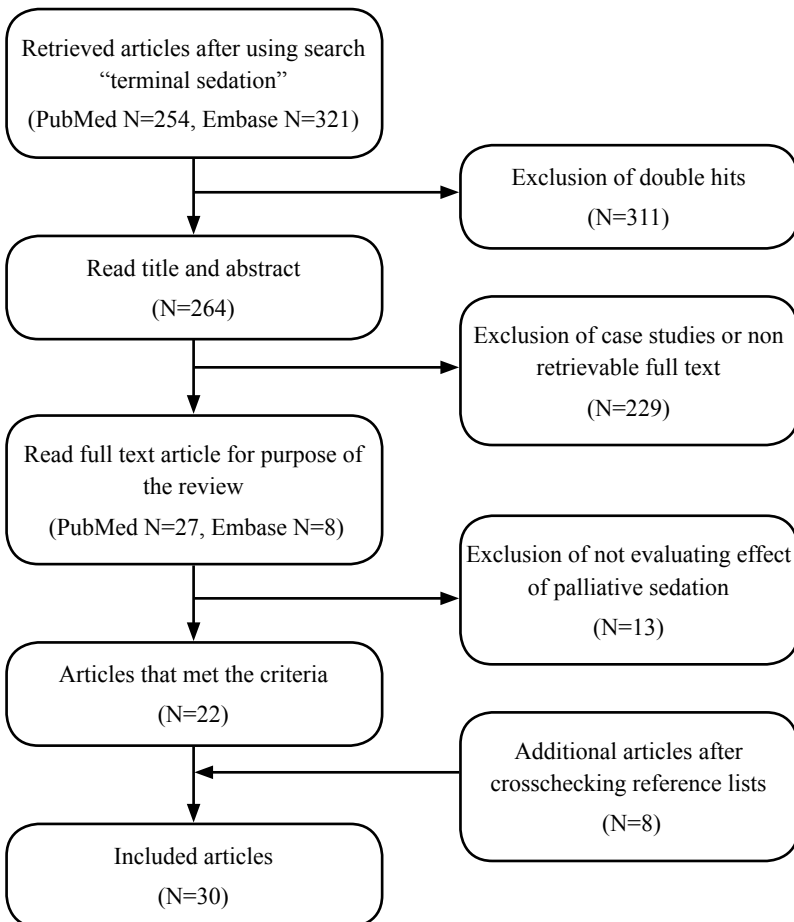 Retrieved articles after using search
“terminal sedation”
(PubMed N=254, Embase N=321)
Exclusion of double hits
(N=311)
Read title and abstract
(N=264)
Exclusion of case studies or non
retrievable full text
(N=229)
Read full text article for purpose of
the review
(PubMed N=27, Embase N=8)
Exclusion of not evaluating effect
of palliative sedation
(N=13)
Articles that met the criteria
(N=22)
Additional articles after
crosschecking reference lists
(N=8)
Included articles
(N=30)